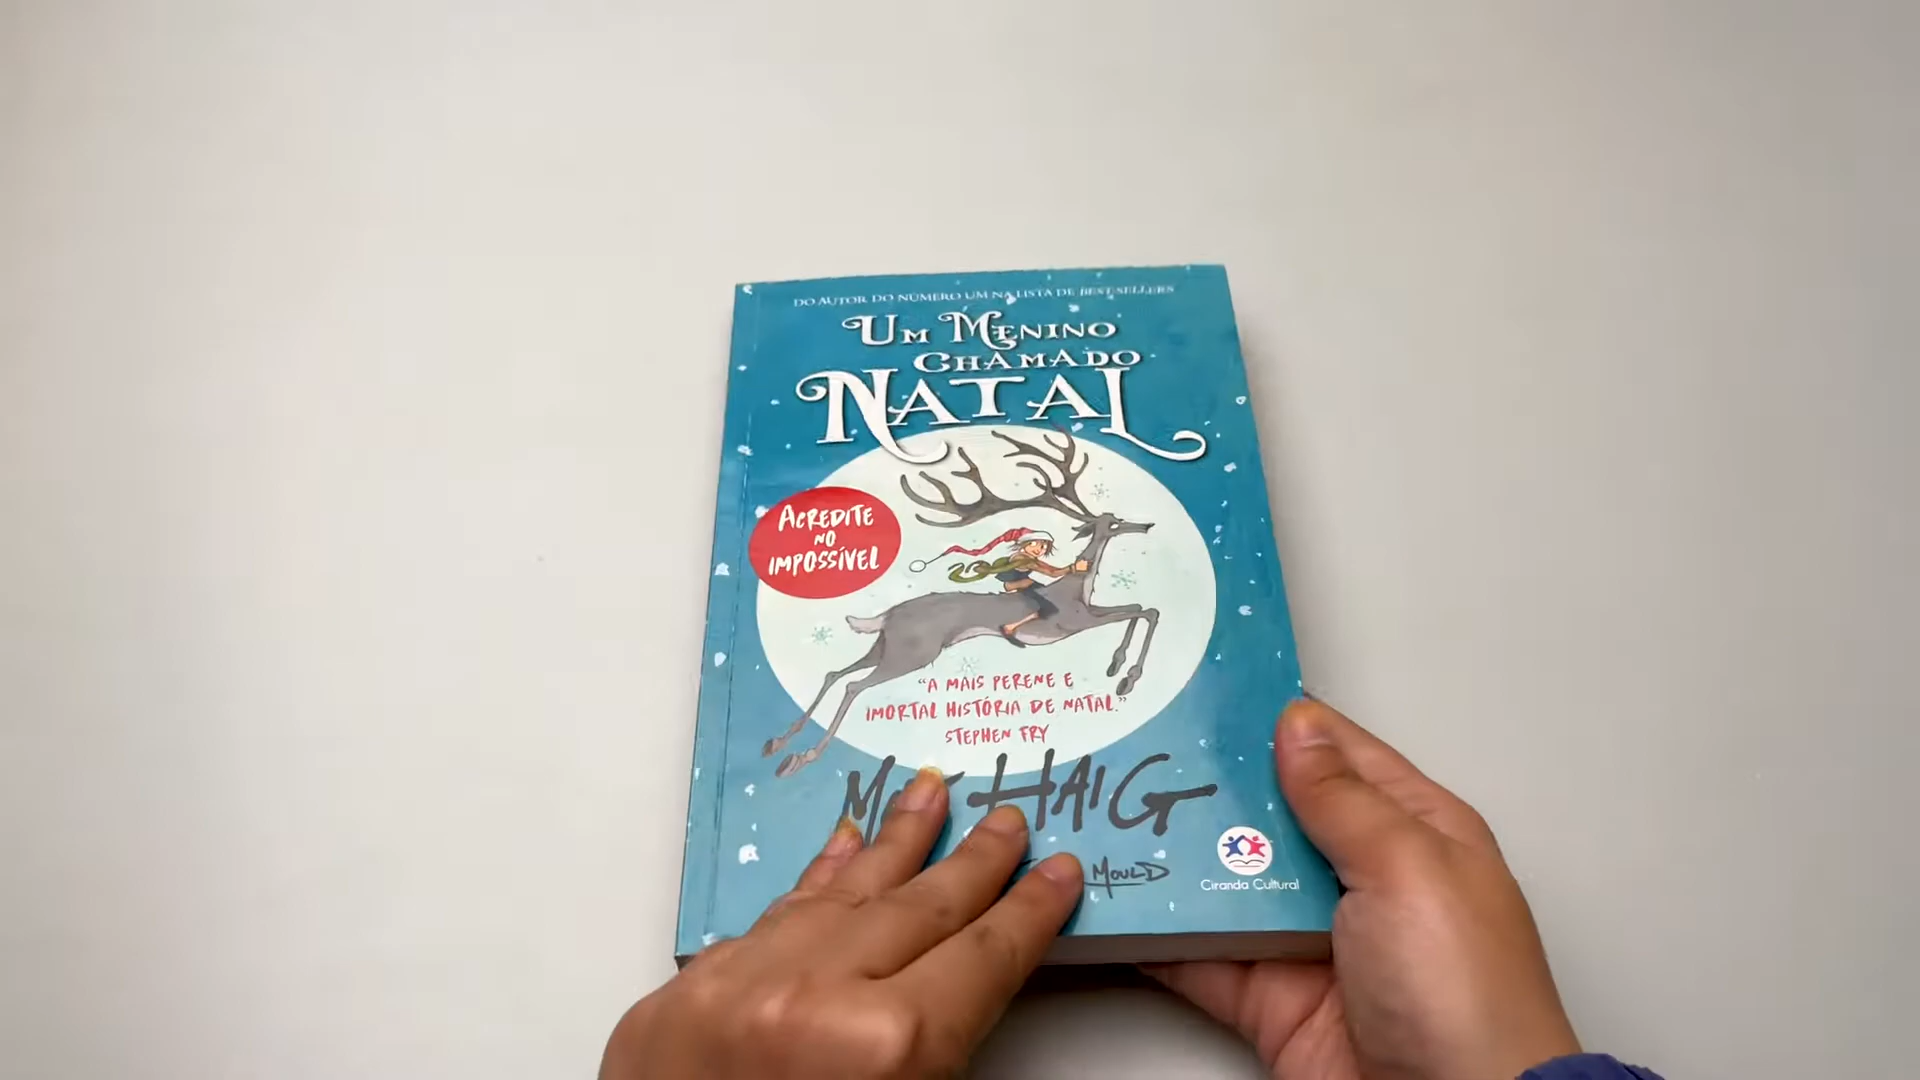 DO AUTOR DO NÚMERO UM NA LISTA DE BEST-SELLERS
UM MENINO
CHAMADO
NATAL
ACREDITE
NO
IMPOSSÍVEL
“A MAIS PERENE E
IMORTAL HISTÓRIA DE NATAL.”
STEPHEN FRY
HAIG
MOULD
Ciranda Cultural